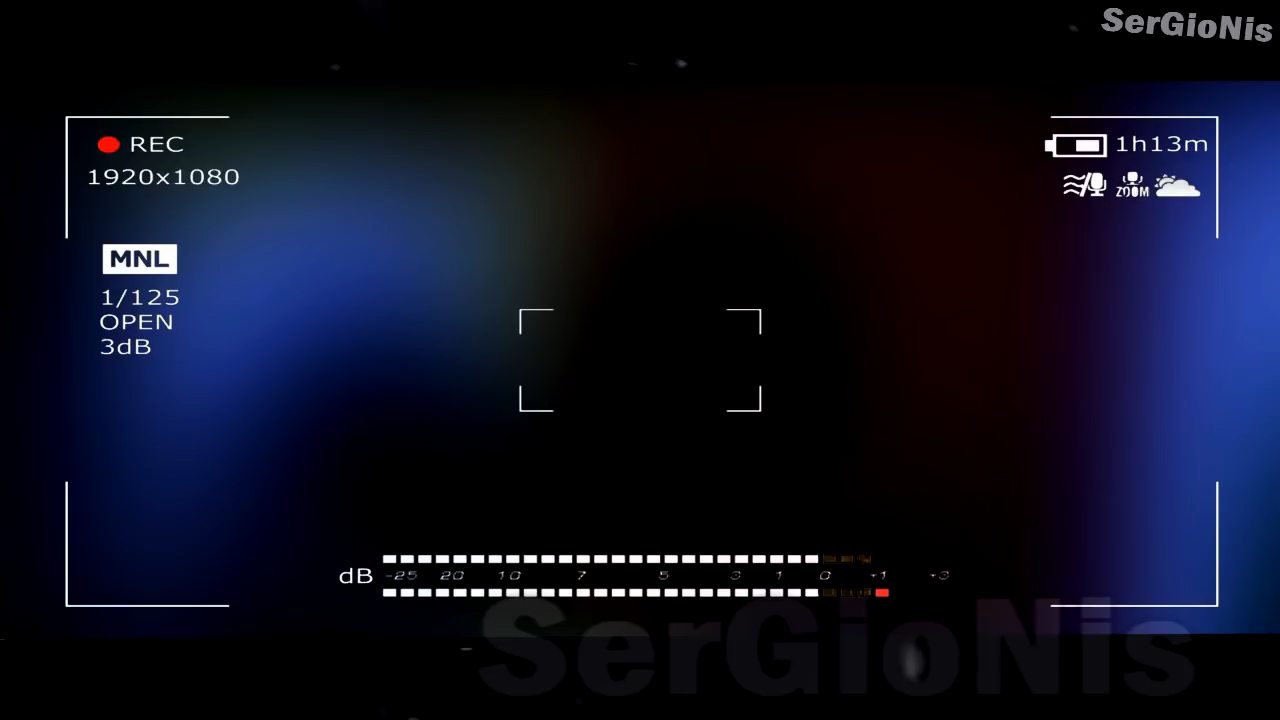 SerGioNis
REC
1h13m
1920x1080
ZOOM
MNL
1/125
OPEN
3dB
dB -25 20 10 7 5 3 1 0 +1 +3
SerGioNis